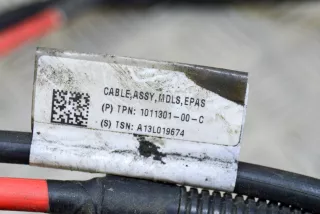 CABLE,ASSY,MDLS,EPAS
(P) TPN: 1011301-00-C
(S) TSN: A13L019674